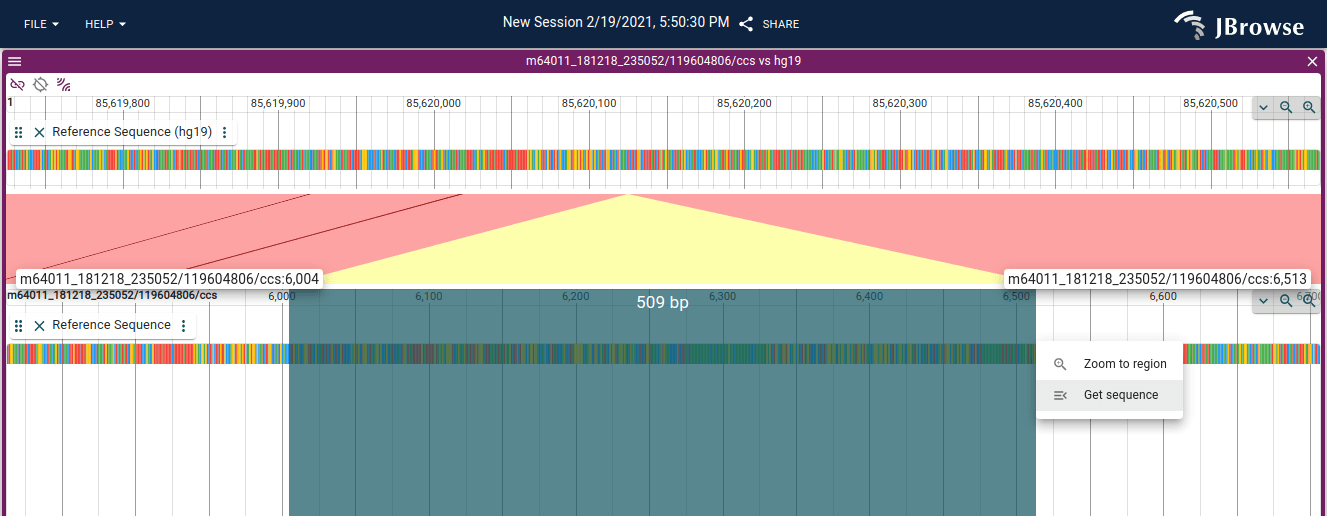 FILE HELP New Session 2/19/2021, 5:50:30 PM SHARE JBrowse
m64011_181218_235052/119604806/ccs vs hg19
1 85,619,800 85,619,900 85,620,000 85,620,100 85,620,200 85,620,300 85,620,400 85,620,500
Reference Sequence (hg19)
m64011_181218_235052/119604806/ccs:6,004 m64011_181218_235052/119604806/ccs:6,513
m64011_181218_235052/119604806/ccs 6,000 6,100 6,200 6,300 6,400 6,500 6,600 6,700
509 bp
Reference Sequence
Zoom to region
Get sequence